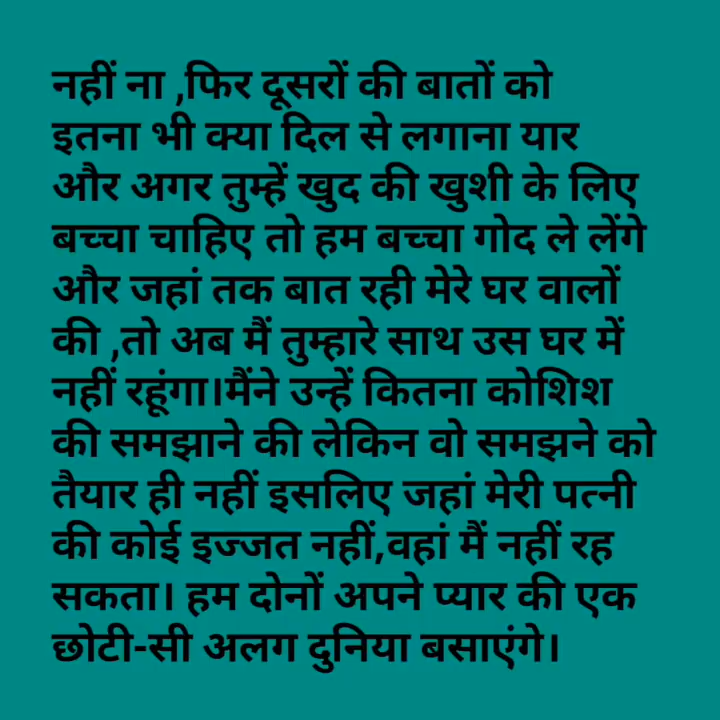 नहीं ना ,फिर दूसरों की बातों को
इतना भी क्या दिल से लगाना यार
और अगर तुम्हें खुद की खुशी के लिए
बच्चा चाहिए तो हम बच्चा गोद ले लेंगे
और जहां तक बात रही मेरे घर वालों
की ,तो अब मैं तुम्हारे साथ उस घर में
नहीं रहूंगा।मैंने उन्हें कितना कोशिश
की समझाने की लेकिन वो समझने को
तैयार ही नहीं इसलिए जहां मेरी पत्नी
की कोई इज्जत नहीं,वहां मैं नहीं रह
सकता। हम दोनों अपने प्यार की एक
छोटी-सी अलग दुनिया बसाएंगे।